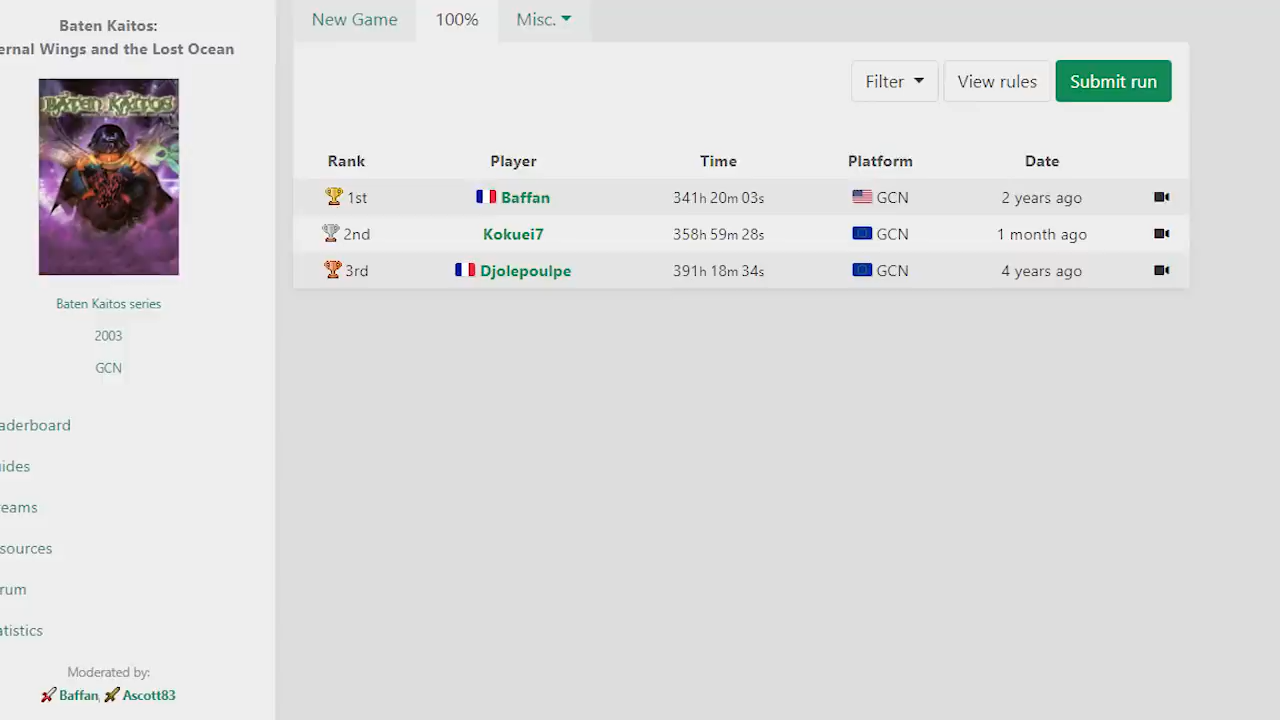 Baten Kaitos:
ernal Wings and the Lost Ocean
BATEN KAITOS
Baten Kaitos series
2003
GCN
aderboard
ides
eams
sources
rum
atistics
Moderated by:
Baffan, Ascott83
New Game 100% Misc.
Filter View rules Submit run
Rank Player Time Platform Date
1st Baffan 341h 20m 03s GCN 2 years ago
2nd Kokuei7 358h 59m 28s GCN 1 month ago
3rd Djolepoulpe 391h 18m 34s GCN 4 years ago